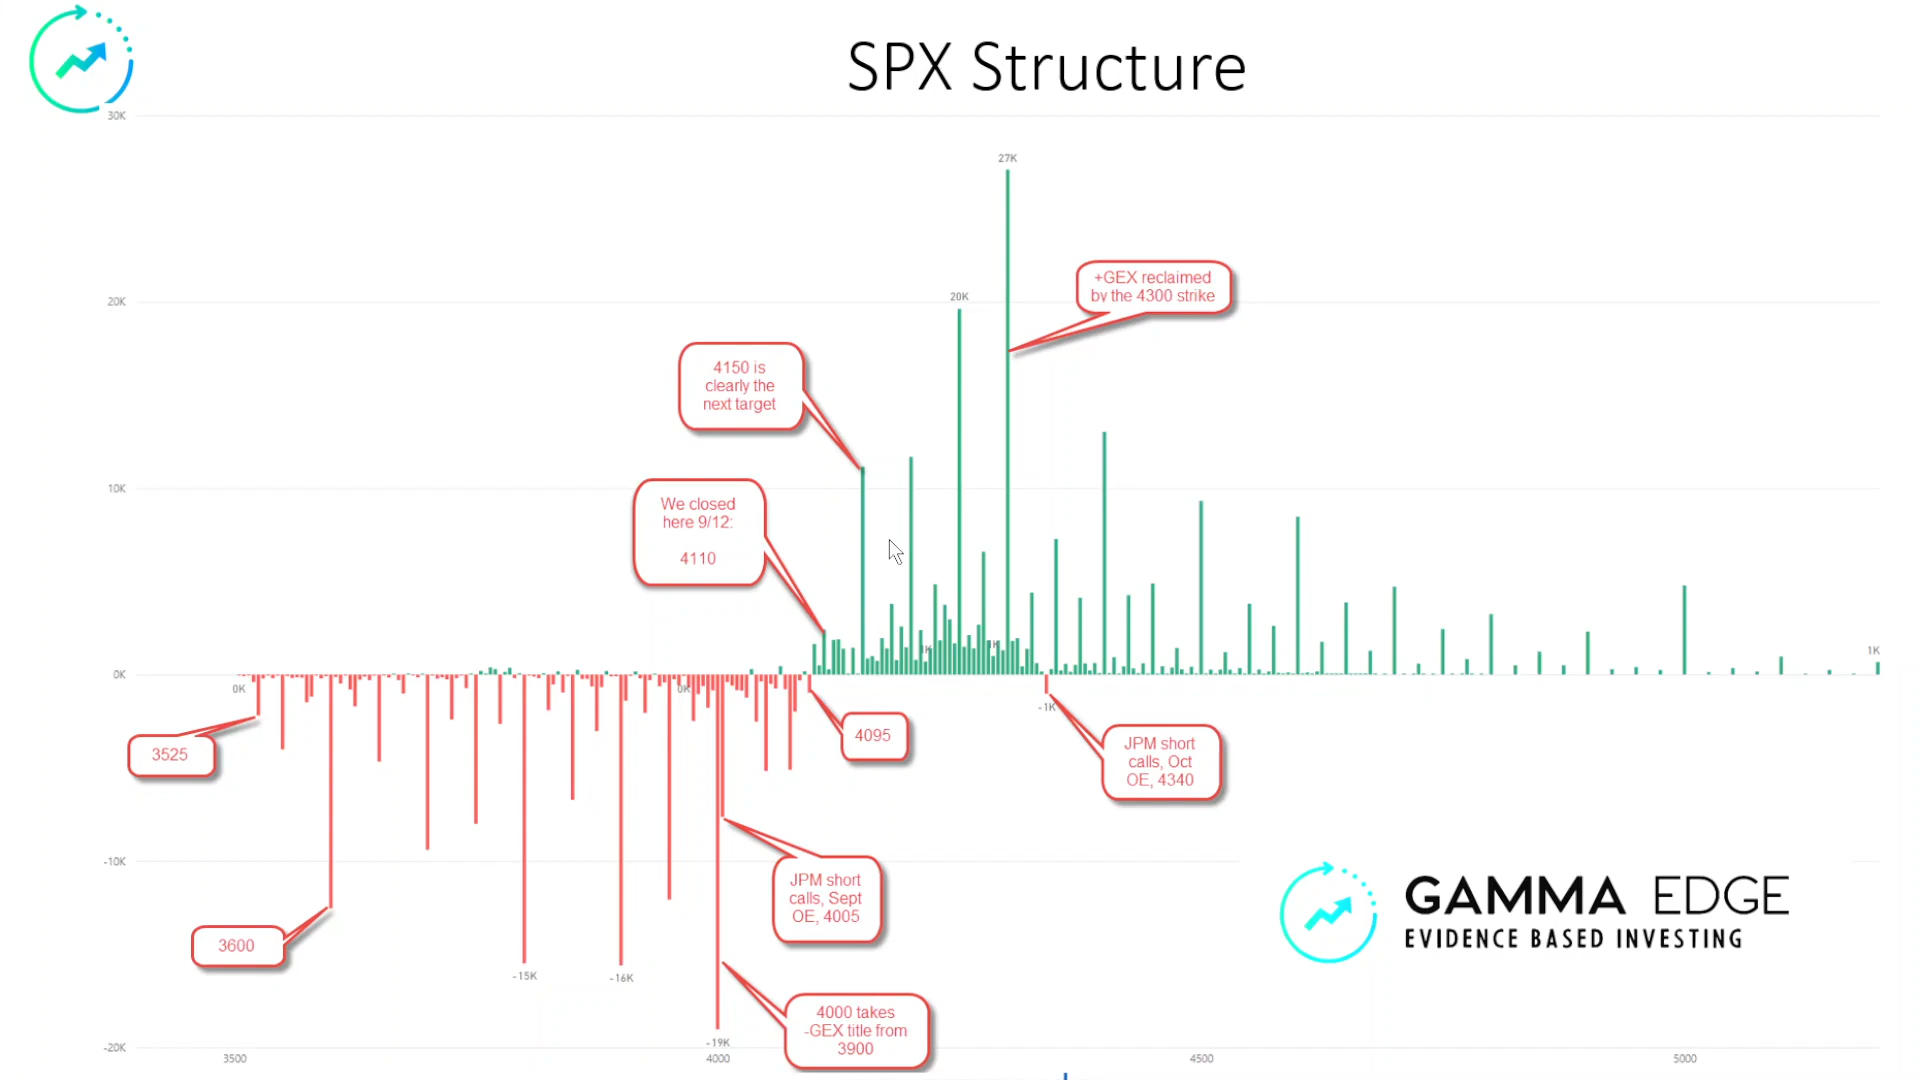 SPX Structure
30K
27K
+GEX reclaimed
by the 4300 strike
20K
20K
4150 is
clearly the
next target
10K
We closed
here 9/12:
4110
1K
1K
1K
0K
0K
0K
-1K
3525
4095
JPM short
calls, Oct
OE, 4340
-10K
JPM short
calls, Sept
OE, 4005
GAMMA EDGE
EVIDENCE BASED INVESTING
3600
-15K
-16K
4000 takes
-GEX title from
3900
-19K
-20K
3500
4000
4500
5000